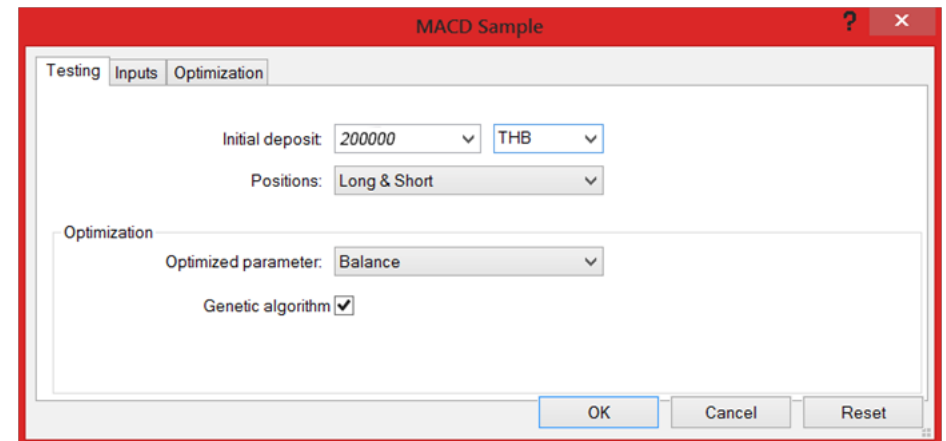 MACD Sample
Testing Inputs Optimization
Initial deposit: 200000 THB
Positions: Long & Short
Optimization
Optimized parameter: Balance
Genetic algorithm
OK Cancel Reset